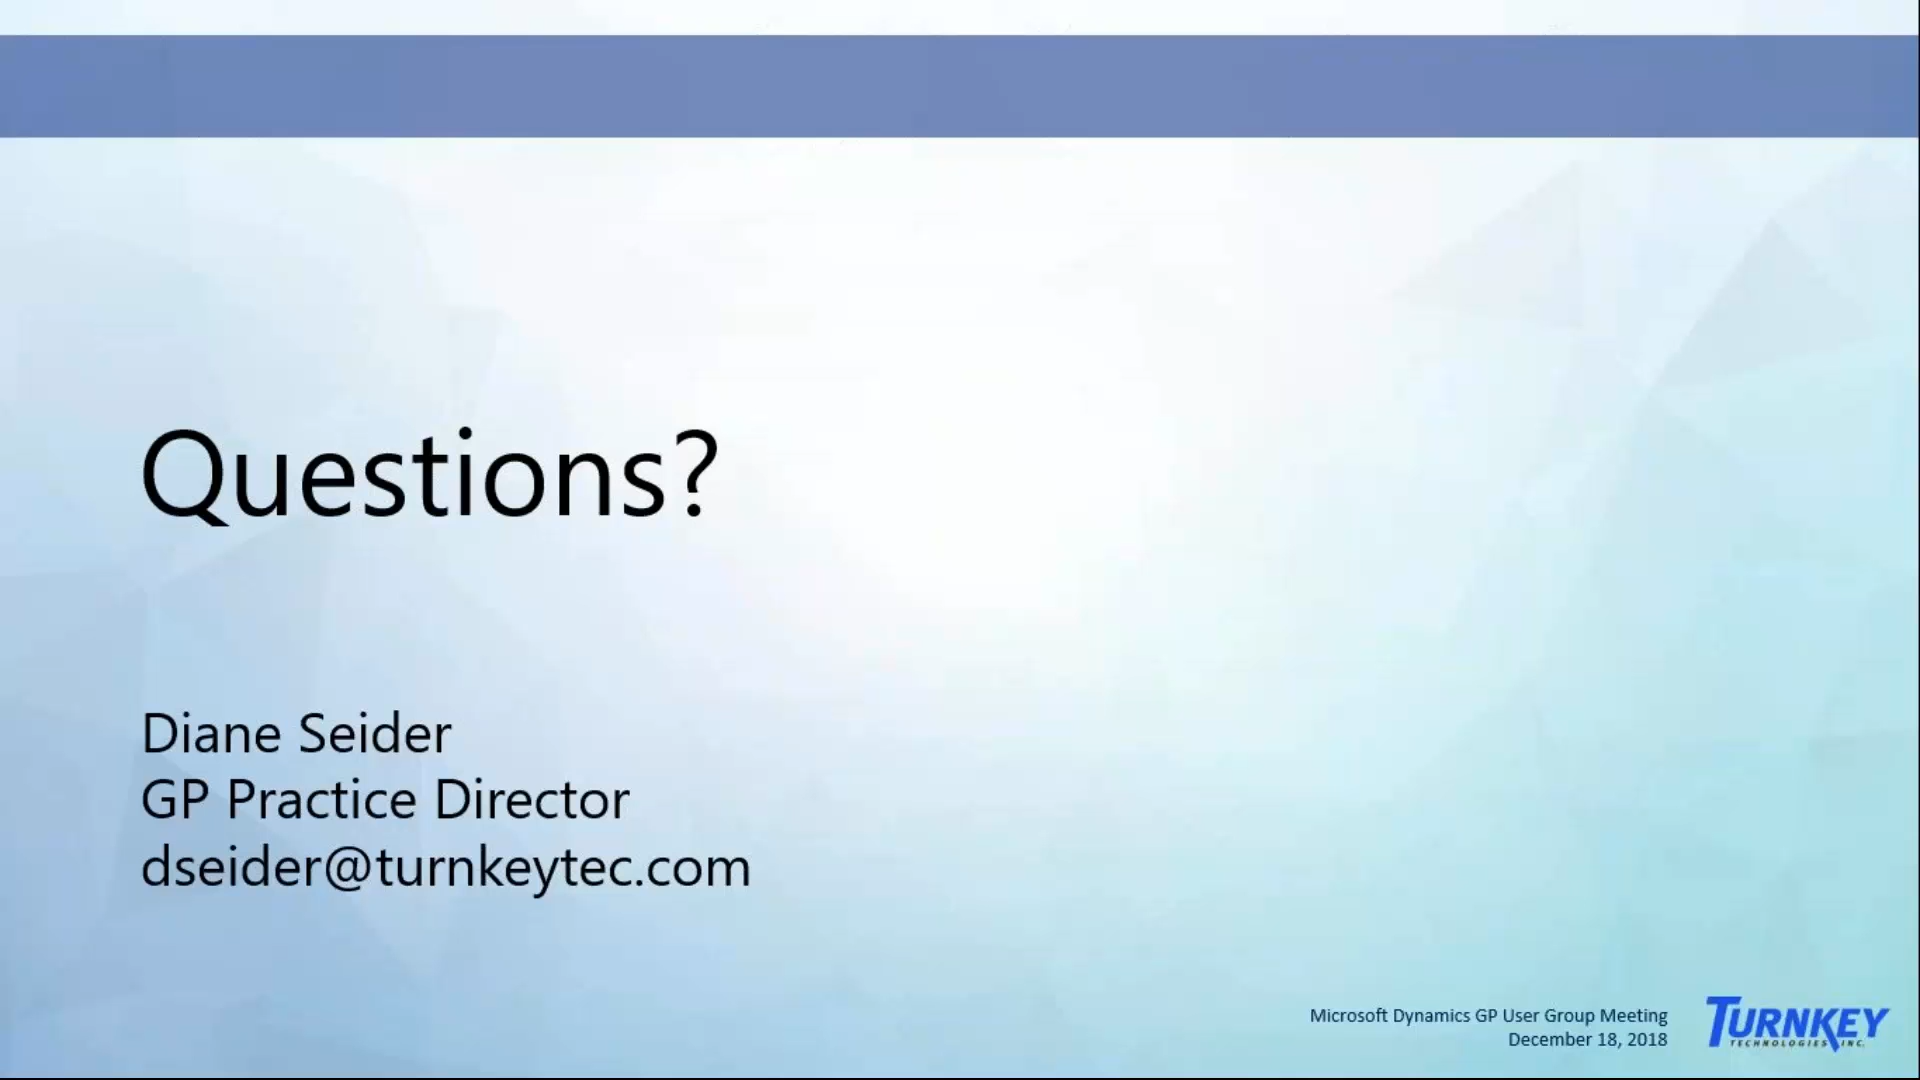 Questions?
Diane Seider
GP Practice Director
dseider@turnkeytec.com
Microsoft Dynamics GP User Group Meeting
December 18, 2018
TURNKEY
TECHNOLOGIES INC.